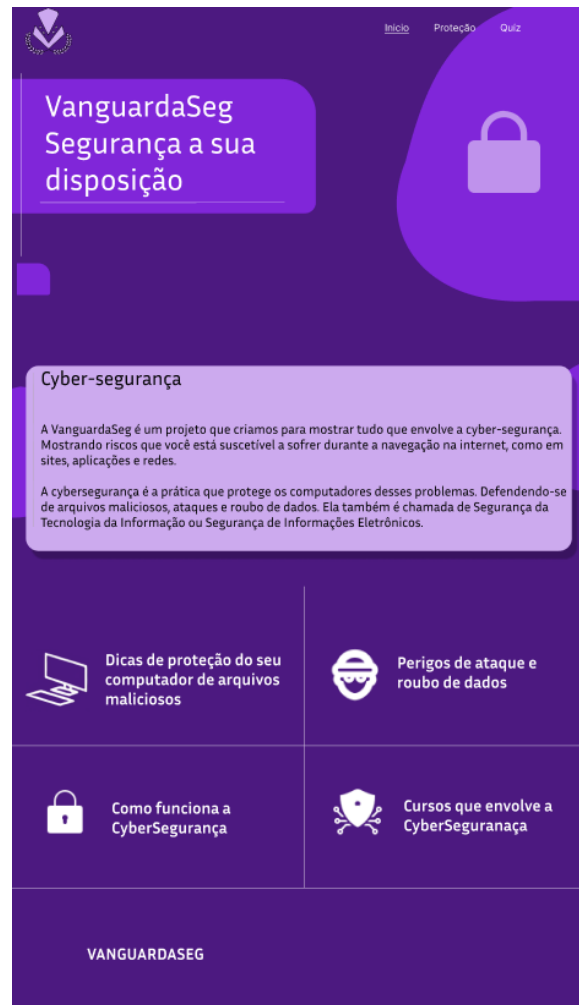 Início Proteção Quiz
VanguardaSeg
Segurança a sua
disposição
Cyber-segurança
A VanguardaSeg é um projeto que criamos para mostrar tudo que envolve a cyber-segurança.
Mostrando riscos que você está suscetível a sofrer durante a navegação na internet, como em
sites, aplicações e redes.
A cybersegurança é a prática que protege os computadores desses problemas. Defendendo-se
de arquivos maliciosos, ataques e roubo de dados. Ela também é chamada de Segurança da
Tecnologia da Informação ou Segurança de Informações Eletrônicos.
Dicas de proteção do seu
computador de arquivos
maliciosos
Perigos de ataque e
roubo de dados
Como funciona a
CyberSegurança
Cursos que envolve a
CyberSeguranaça
VANGUARDASEG